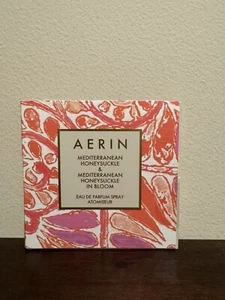 AERIN
MEDITERRANEAN
HONEYSUCKLE
&
MEDITERRANEAN
HONEYSUCKLE
IN BLOOM
EAU DE PARFUM SPRAY
ATOMISEUR